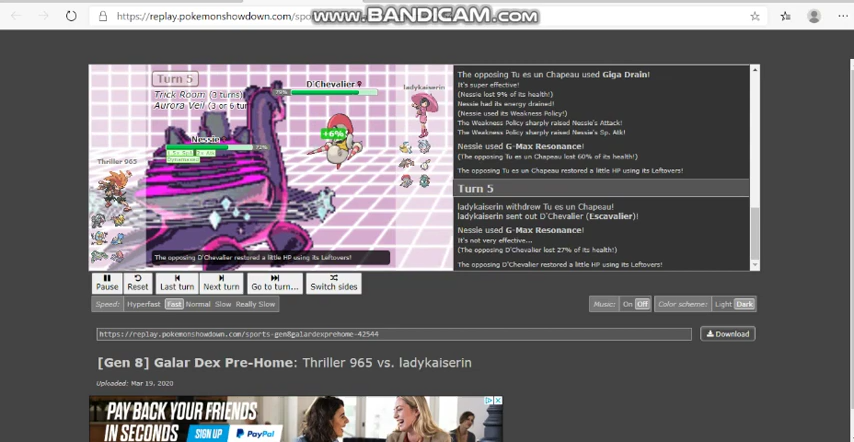 https://replay.pokemonshowdown.com/spo
www.BANDICAM.com
Turn 5
Trick Room (3 turns)
Aurora Veil (3 or 6 tur
D'Chevalier
79%
ladykaiserin
+6%
Nessie
72%
Thriller 965
The opposing D'Chevalier restored a little HP using its Leftovers!
The opposing Tu es un Chapeau used Giga Drain!
It's super effective!
(Nessie lost 9% of its health!)
(Nessie had its energy drained!
(Nessie used its Weakness Policy!)
The Weakness Policy sharply raised Nessie's Attack!
The Weakness Policy sharply raised Nessie's Sp. Atk!
Nessie used G-Max Resonance!
(The opposing Tu es un Chapeau lost 60% of its health!)
The opposing Tu es un Chapeau restored a little HP using its Leftovers!
Turn 5
ladykaiserin withdrew Tu es un Chapeau!
ladykaiserin sent out D'Chevalier (Escavalier)!
Nessie used G-Max Resonance!
It's not very effective...
(The opposing D'Chevalier lost 27% of its health!)
The opposing D'Chevalier restored a little HP using its Leftovers!
Pause
Reset
Last turn
Next turn
Go to turn...
Switch sides
Speed: Hyperfast Fast Normal Slow Really Slow
Music: On Off
Color scheme: Light Dark
https://replay.pokemonshowdown.com/sports-gen8galardexprehome-42544
Download
[Gen 8] Galar Dex Pre-Home: Thriller 965 vs. ladykaiserin
Uploaded: Mar 19, 2020
PAY BACK YOUR FRIENDS
IN SECONDS SIGN UP PayPal